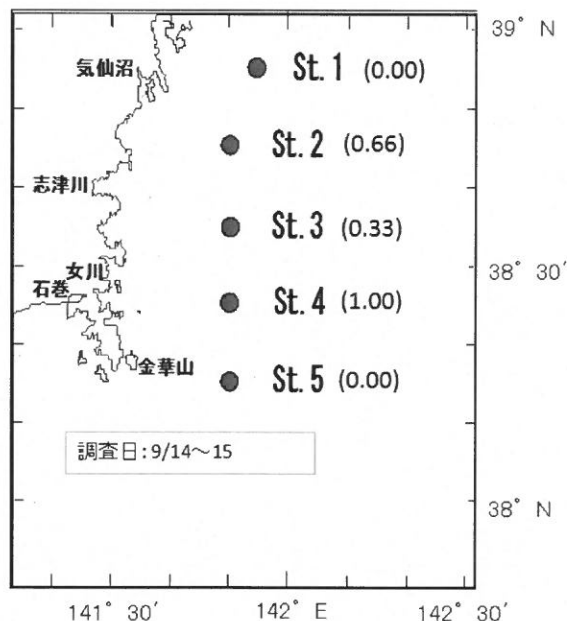 39° N
気仙沼
St.1 (0.00)
St.2 (0.66)
志津川
St.3 (0.33)
女川
38° 30′
石巻
St.4 (1.00)
金華山
St.5 (0.00)
調査日:9/14～15
38° N
141° 30′
142° E
142° 30′